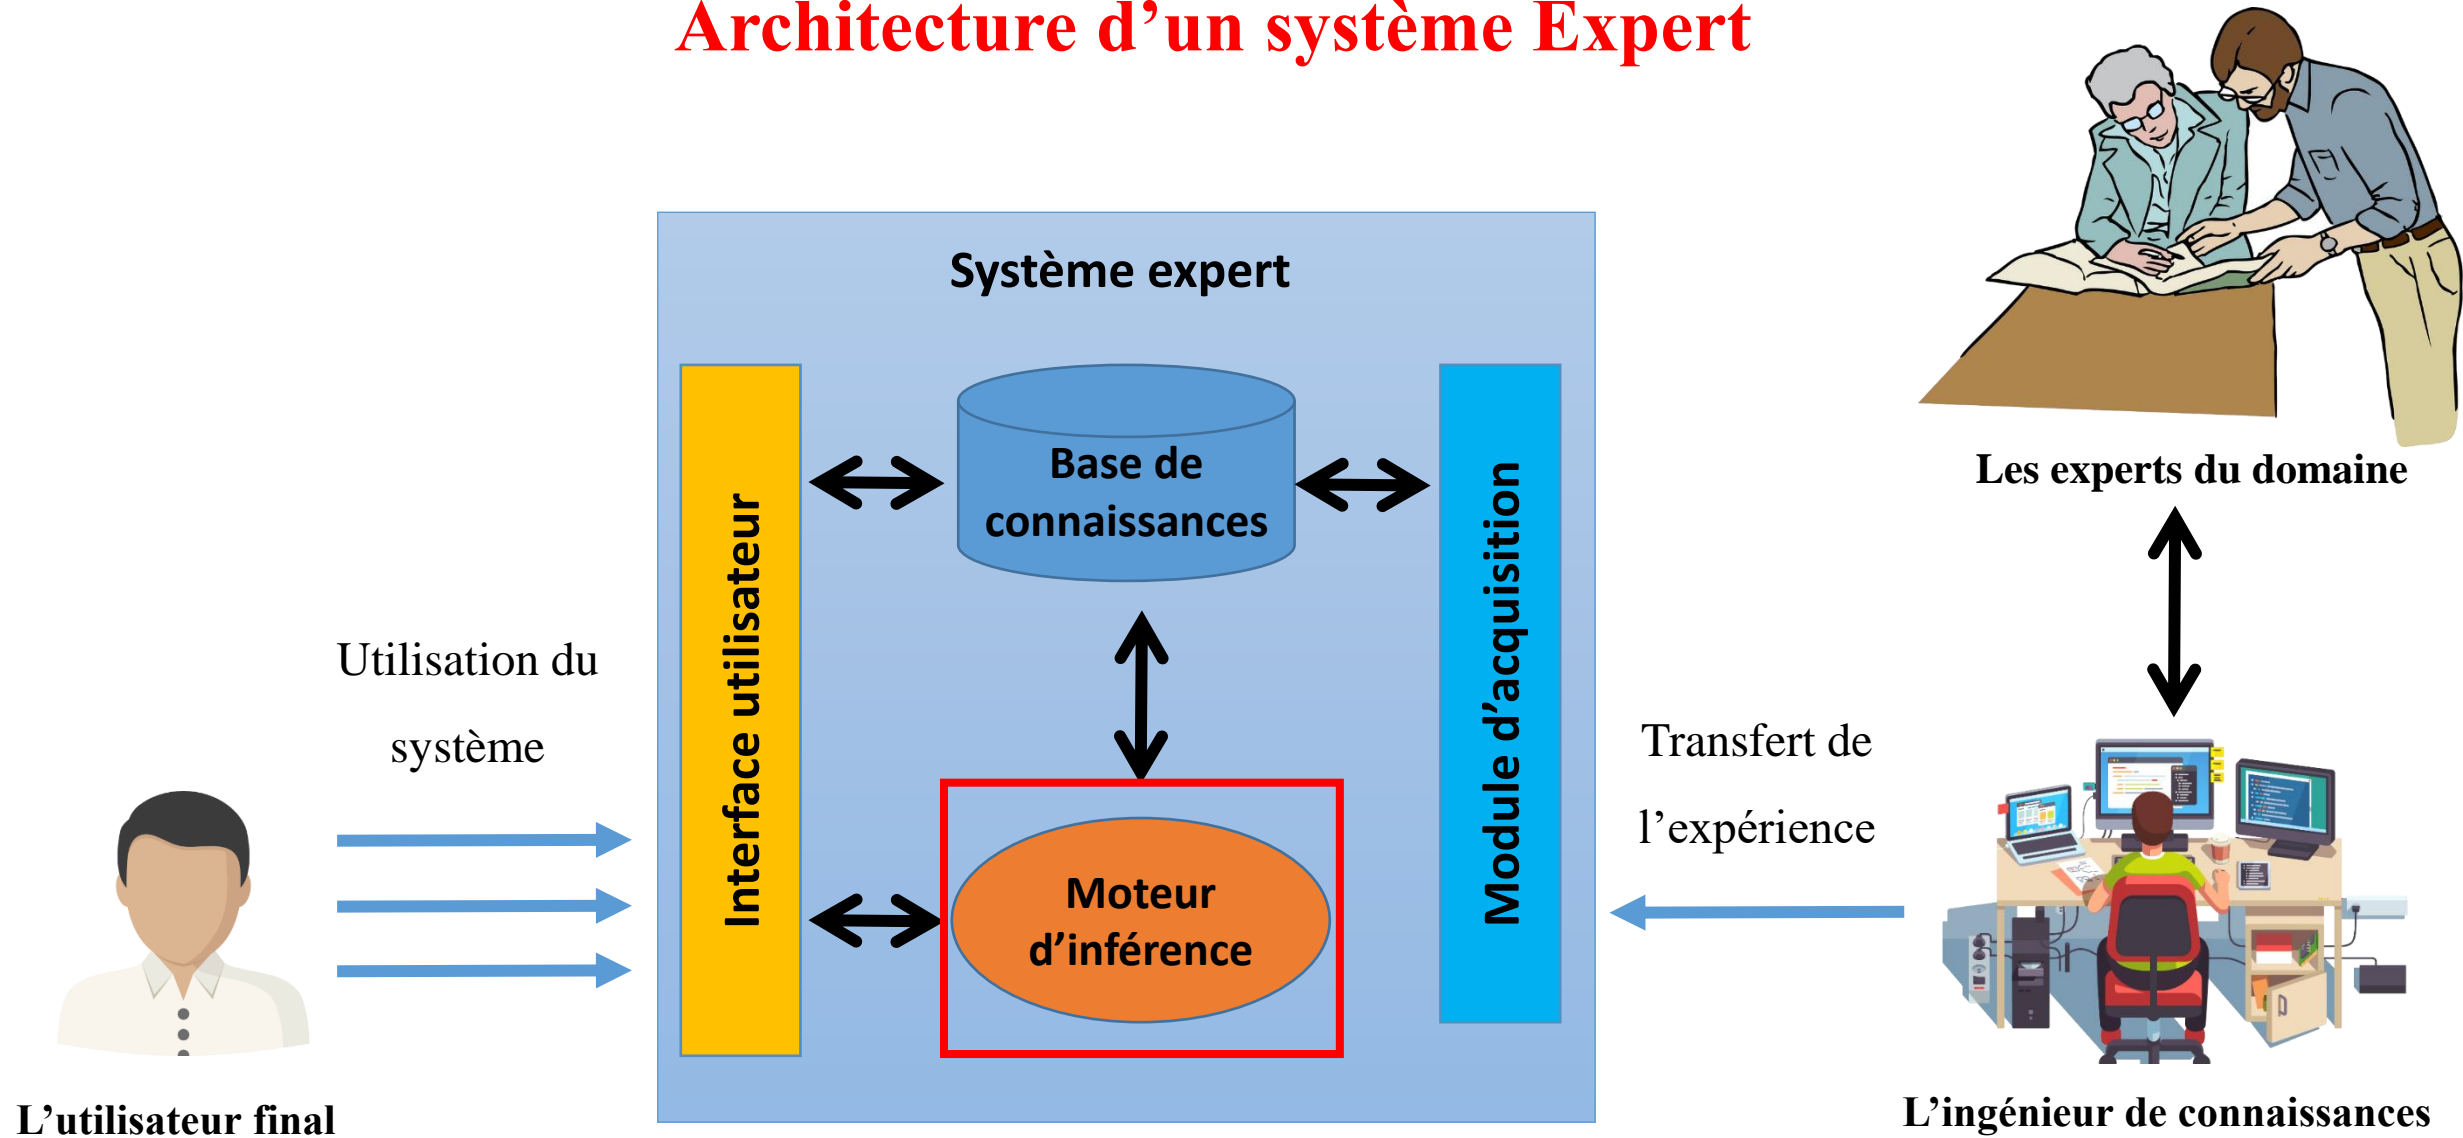 Architecture d’un système Expert
Système expert
Interface utilisateur
Base de
connaissances
Module d’acquisition
Moteur
d’inférence
Utilisation du
système
L’utilisateur final
Les experts du domaine
Transfert de
l’expérience
L’ingénieur de connaissances